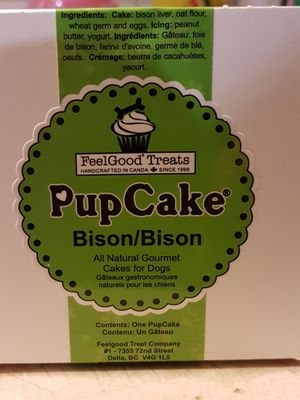 Ingredients: Cake: bison liver, oat flour,
wheat germ and eggs. Icing: peanut
butter, yogurt. Ingrédients: Gâteau: foie
de bison, farine d'avoine, germe de blé,
oeufs. Crémage: beurre de cacahuètes,
yaourt.
FeelGood Treats
HANDCRAFTED IN CANDA SINCE 1999
PupCake®
Bison/Bison
All Natural Gourmet
Cakes for Dogs
Gâteaux gastronomiques
naturels pour les chiens
Contents: One PupCake
Contenu: Un Gâteau
Feelgood Treat Company
#1 - 7355 72nd Street
Delta, BC V4G 1L5